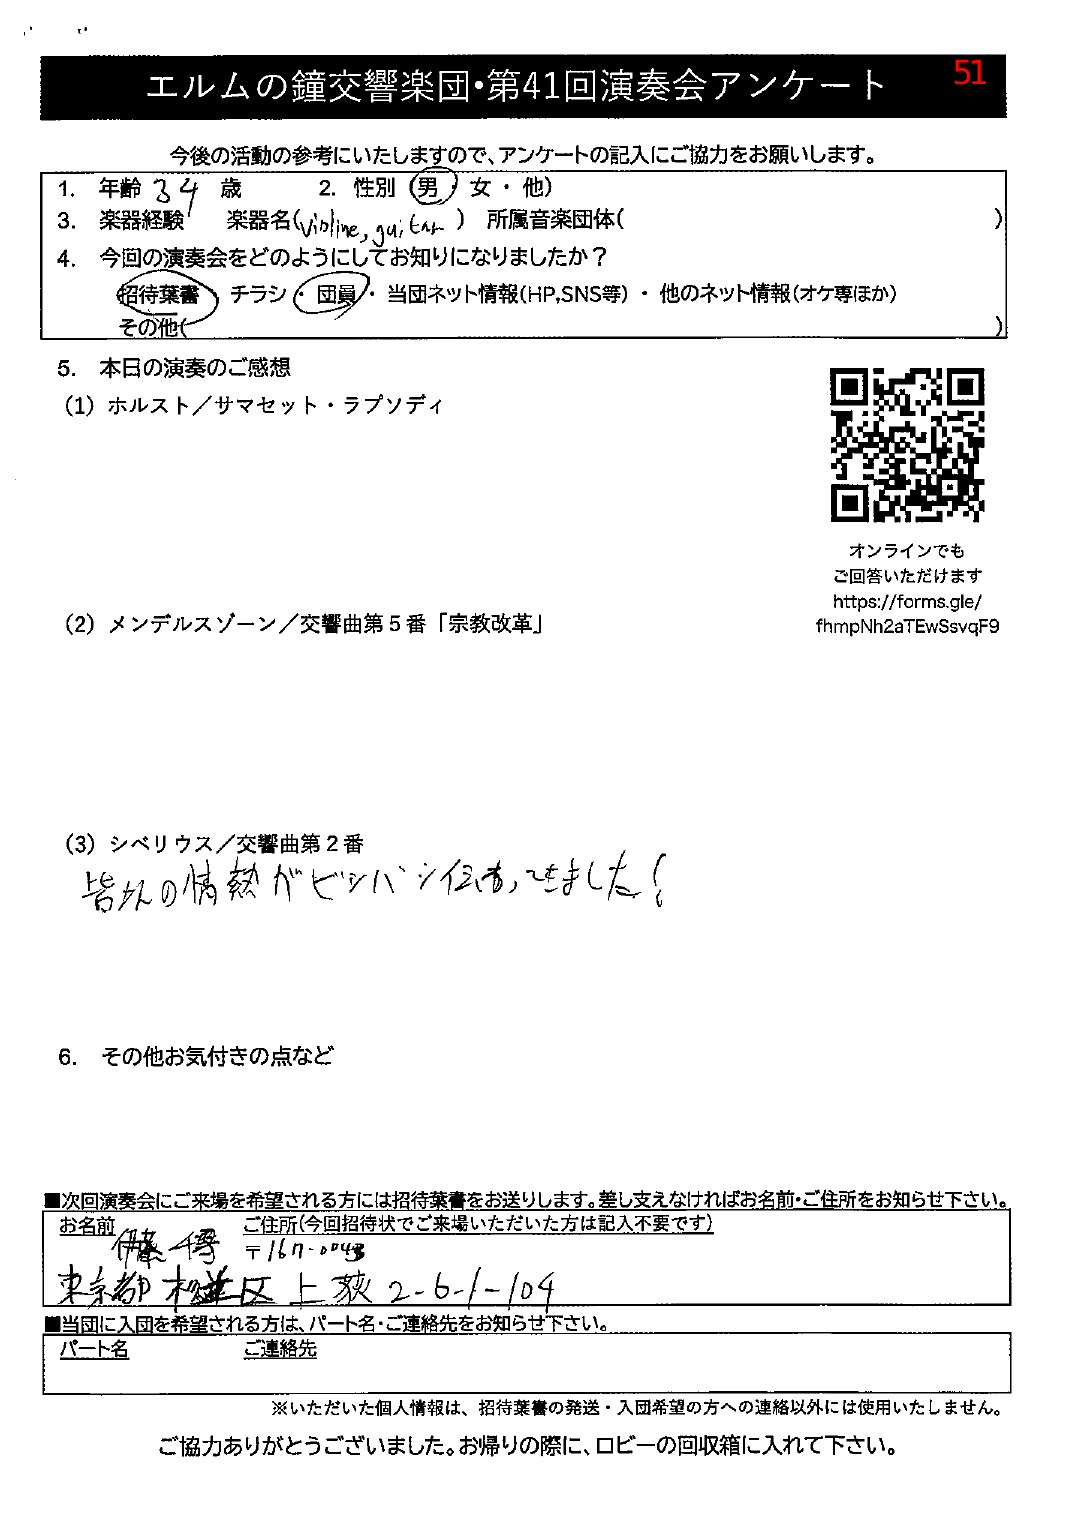 エルムの鐘交響楽団・第41回演奏会アンケート
51
今後の活動の参考にいたしますので、アンケートの記入にご協力をお願いします。
1. 年齢 34 歳 2. 性別 (男・女・他)
3. 楽器経験 楽器名(violine, guitar) 所属音楽団体( )
4. 今回の演奏会をどのようにしてお知りになりましたか？
招待葉書 チラシ・団員・当団ネット情報(HP,SNS等)・他のネット情報(オケ専ほか)
その他( )
5. 本日の演奏のご感想
(1) ホルスト／サマセット・ラプソディ
オンラインでも
ご回答いただけます
https://forms.gle/
fhmpNh2aTEwSsvqF9
(2) メンデルスゾーン／交響曲第５番「宗教改革」
(3) シベリウス／交響曲第２番
皆さんの情熱がビシバシ伝わってきました！
6. その他お気付きの点など
■次回演奏会にご来場を希望される方には招待葉書をお送りします。差し支えなければお名前・ご住所をお知らせ下さい。
お名前 ご住所(今回招待状でご来場いただいた方は記入不要です)
伊藤 〒167-0043
東京都杉並区上荻2-6-1-104
■当団に入団を希望される方は、パート名・ご連絡先をお知らせ下さい。
パート名 ご連絡先
※いただいた個人情報は、招待葉書の発送・入団希望の方への連絡以外には使用いたしません。
ご協力ありがとうございました。お帰りの際に、ロビーの回収箱に入れて下さい。